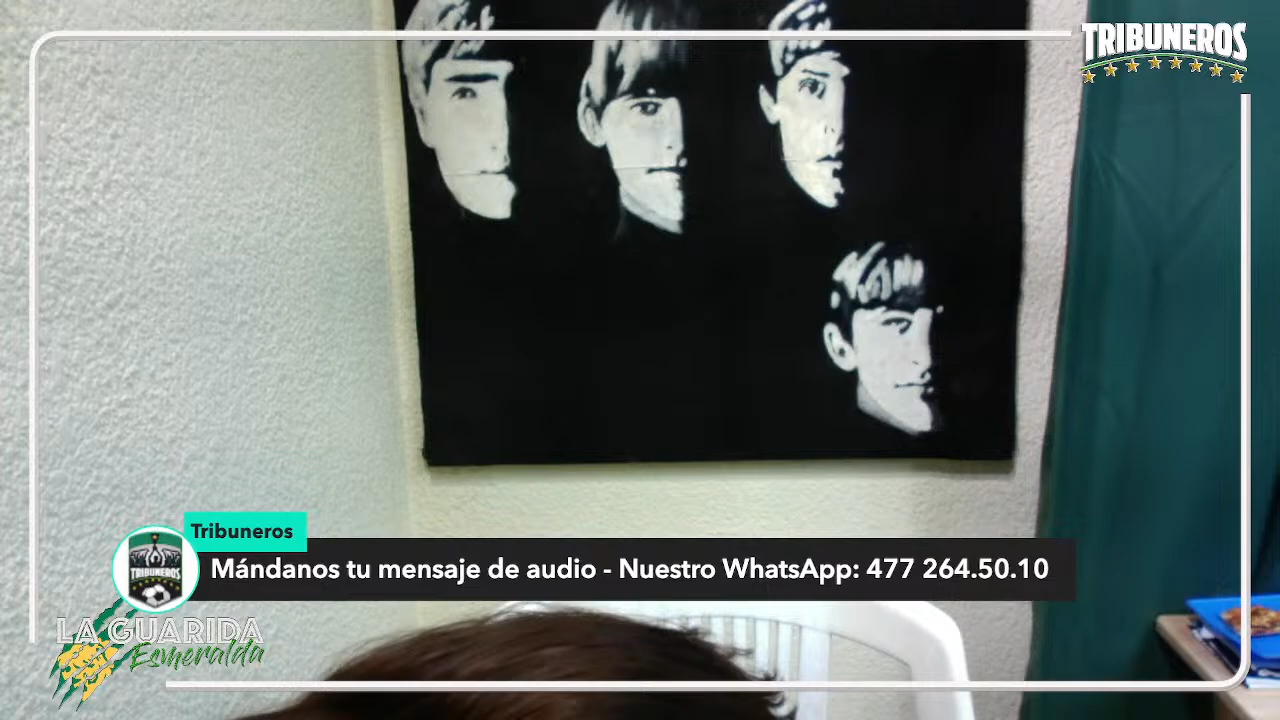 TRIBUNEROS
Tribuneros
Mándanos tu mensaje de audio - Nuestro WhatsApp: 477 264.50.10
TRIBUNEROS
LA GUARIDA
Esmeralda